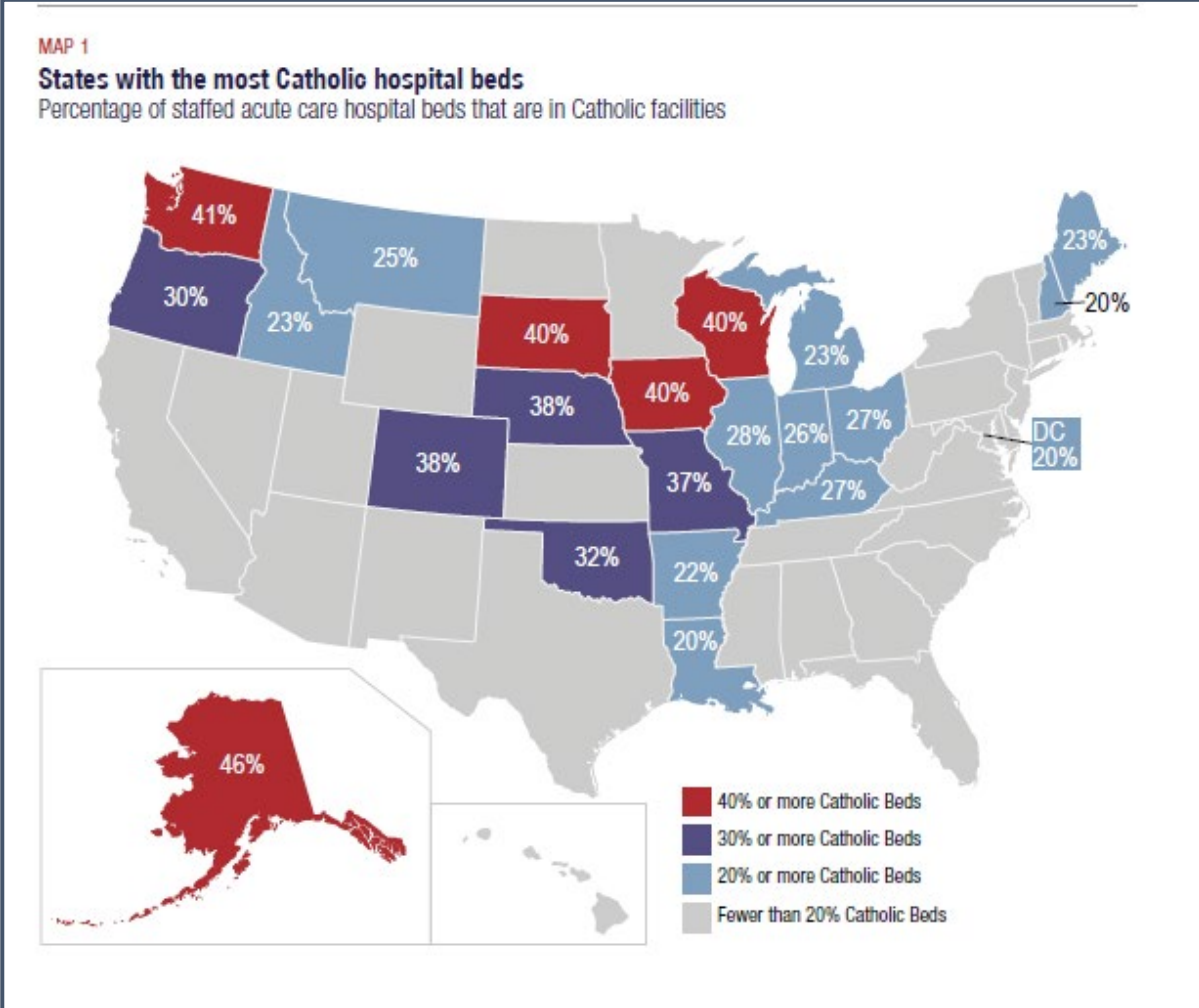 MAP 1
States with the most Catholic hospital beds
Percentage of staffed acute care hospital beds that are in Catholic facilities
41%
25%
23%
30%
23%
20%
40%
40%
23%
38%
40%
28%
26%
27%
DC
20%
38%
37%
27%
32%
22%
20%
46%
40% or more Catholic Beds
30% or more Catholic Beds
20% or more Catholic Beds
Fewer than 20% Catholic Beds